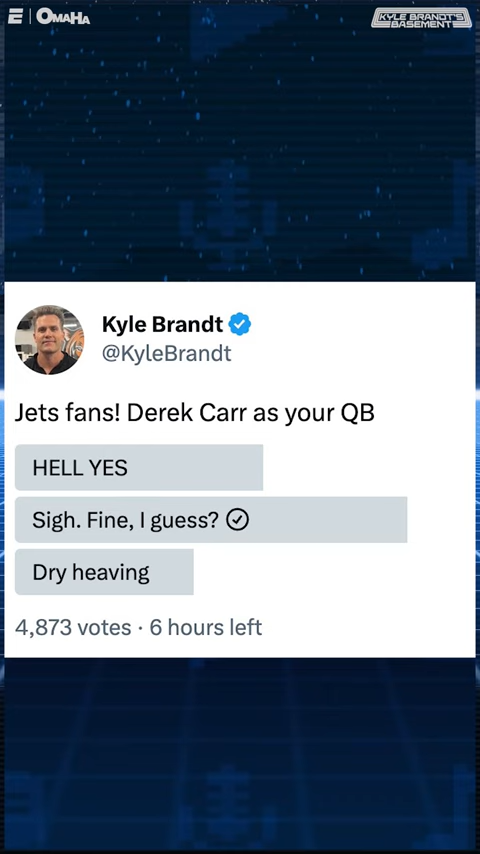 E | OMAHA
KYLE BRANDT'S
BASEMENT
Kyle Brandt
@KyleBrandt
Jets fans! Derek Carr as your QB
HELL YES
Sigh. Fine, I guess?
Dry heaving
4,873 votes · 6 hours left